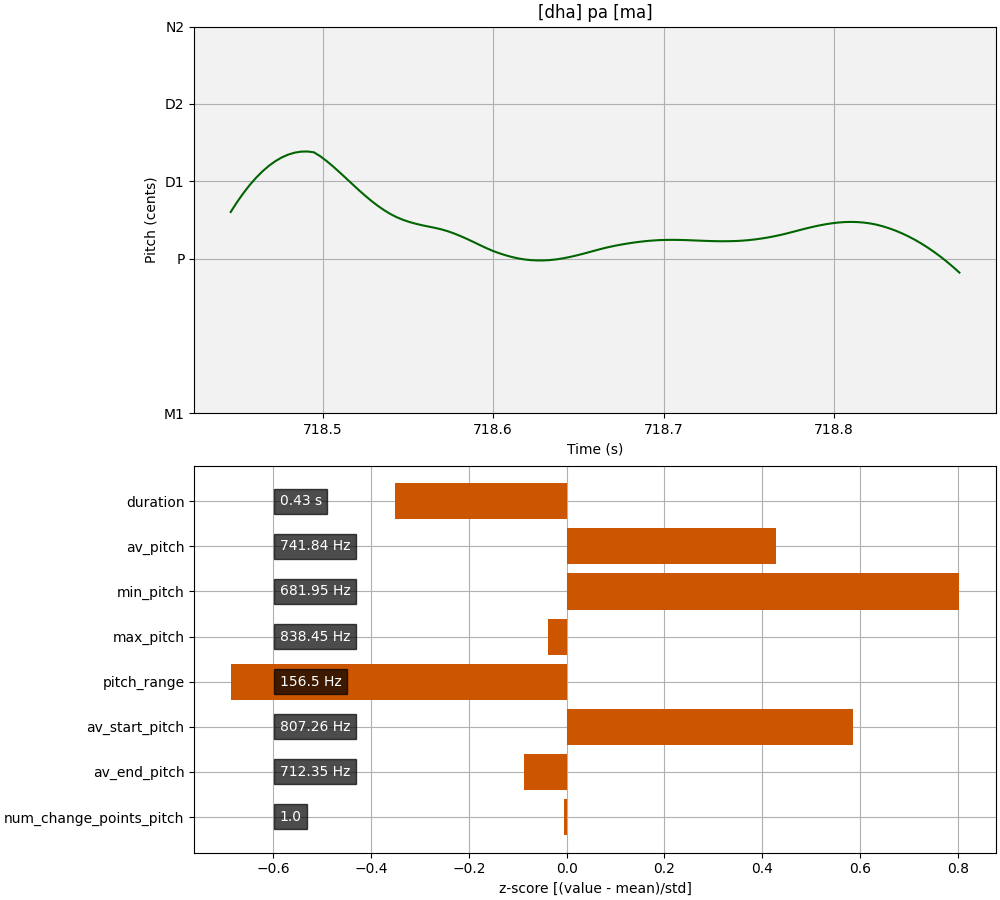 [dha] pa [ma]
N2
D2
D1
P
M1
Pitch (cents)
718.5 718.6 718.7 718.8
Time (s)
duration 0.43 s
av_pitch 741.84 Hz
min_pitch 681.95 Hz
max_pitch 838.45 Hz
pitch_range 156.5 Hz
av_start_pitch 807.26 Hz
av_end_pitch 712.35 Hz
num_change_points_pitch 1.0
−0.6 −0.4 −0.2 0.0 0.2 0.4 0.6 0.8
z-score [(value - mean)/std]